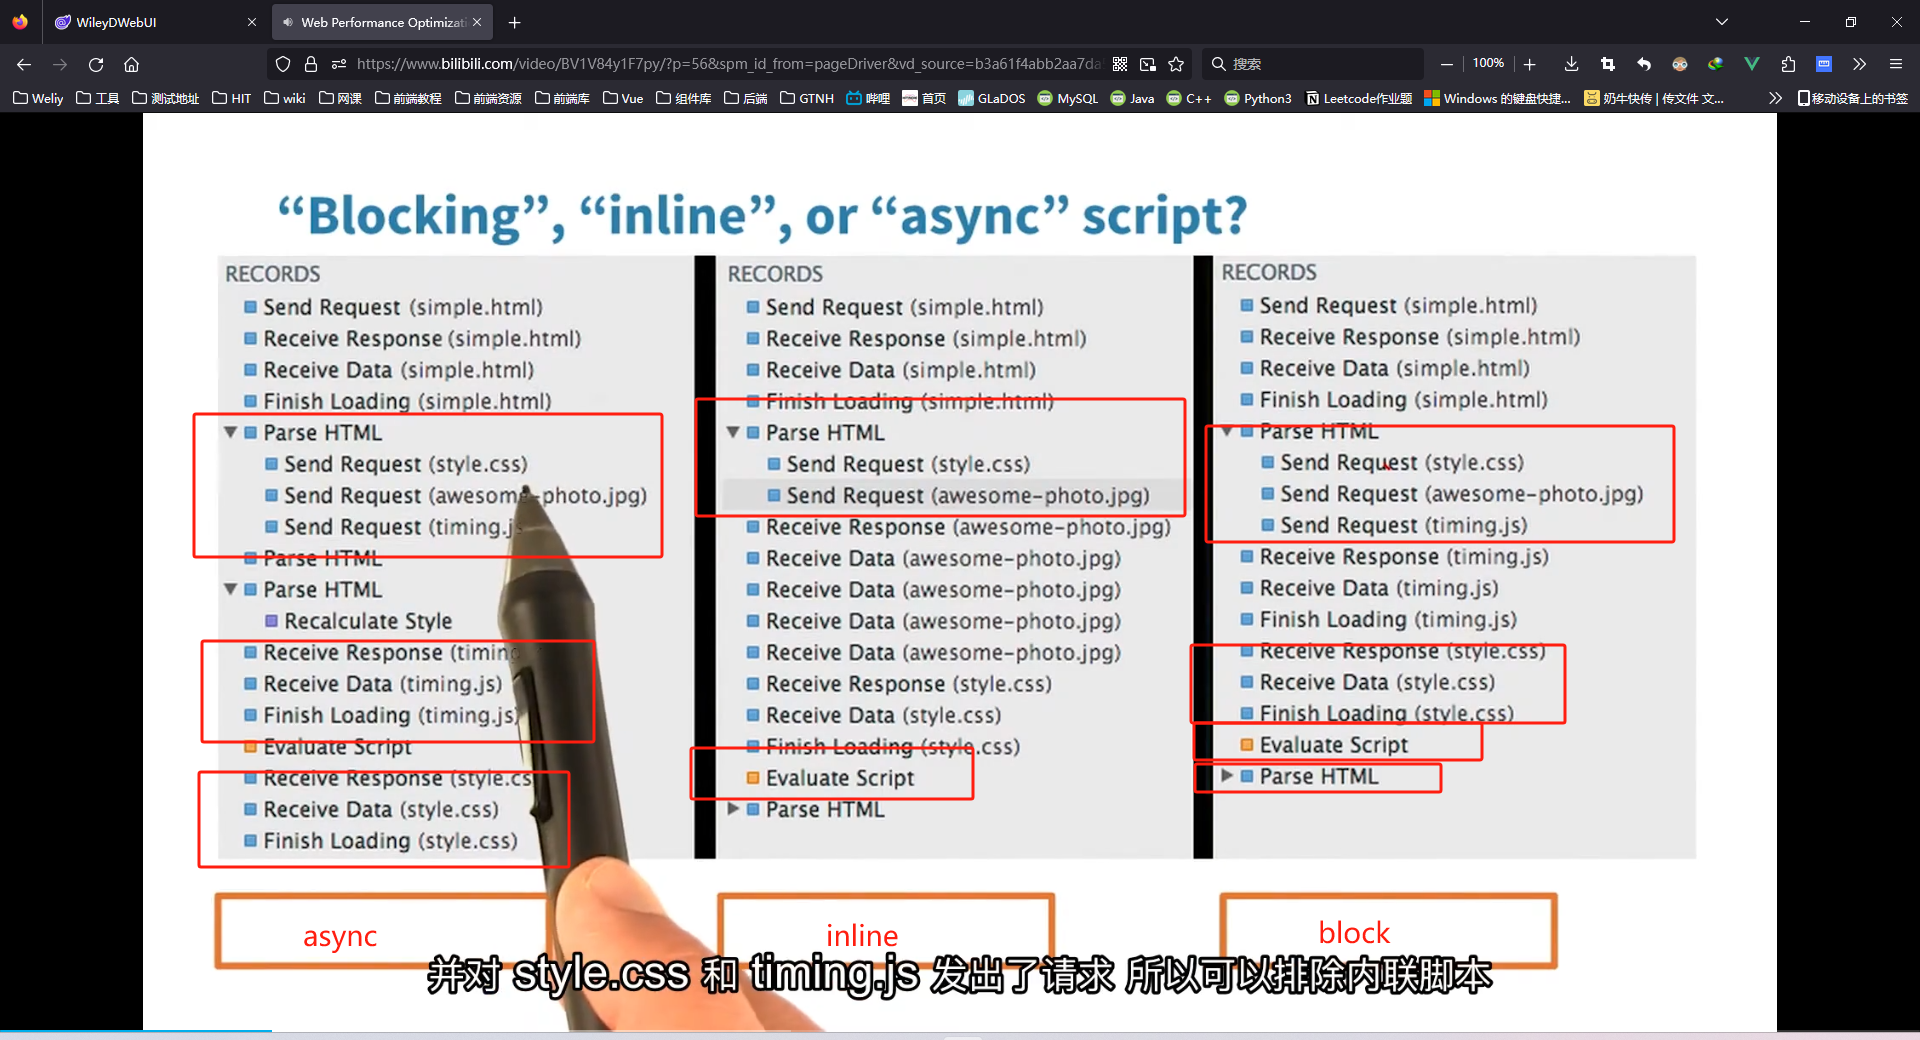 WileyDWebUI
Web Performance Optimizati
https://www.bilibili.com/video/BV1V84y1F7py/?p=56&spm_id_from=pageDriver&vd_source=b3a61f4abb2aa7da
搜索
100%
Weliy
工具
测试地址
HIT
wiki
网课
前端教程
前端资源
前端库
Vue
组件库
后端
GTNH
哔哩
首页
GLaDOS
MySQL
Java
C++
Python3
Leetcode作业题
Windows 的键盘快捷...
奶牛快传 | 传文件 文...
移动设备上的书签
“Blocking”, “inline”, or “async” script?
RECORDS
Send Request (simple.html)
Receive Response (simple.html)
Receive Data (simple.html)
Finish Loading (simple.html)
Parse HTML
Send Request (style.css)
Send Request (awesome-photo.jpg)
Send Request (timing.js
Parse HTML
Parse HTML
Recalculate Style
Receive Response (timing
Receive Data (timing.js)
Finish Loading (timing.js)
Evaluate Script
Receive Response (style.cs
Receive Data (style.css)
Finish Loading (style.css)
async
RECORDS
Send Request (simple.html)
Receive Response (simple.html)
Receive Data (simple.html)
Finish Loading (simple.html)
Parse HTML
Send Request (style.css)
Send Request (awesome-photo.jpg)
Receive Response (awesome-photo.jpg)
Receive Data (awesome-photo.jpg)
Receive Data (awesome-photo.jpg)
Receive Data (awesome-photo.jpg)
Receive Data (awesome-photo.jpg)
Receive Response (style.css)
Receive Data (style.css)
Finish Loading (style.css)
Evaluate Script
Parse HTML
inline
RECORDS
Send Request (simple.html)
Receive Response (simple.html)
Receive Data (simple.html)
Finish Loading (simple.html)
Parse HTML
Send Request (style.css)
Send Request (awesome-photo.jpg)
Send Request (timing.js)
Receive Response (timing.js)
Receive Data (timing.js)
Finish Loading (timing.js)
Receive Response (style.css)
Receive Data (style.css)
Finish Loading (style.css)
Evaluate Script
Parse HTML
block
并对 style.css 和 timing.js 发出了请求 所以可以排除内联脚本